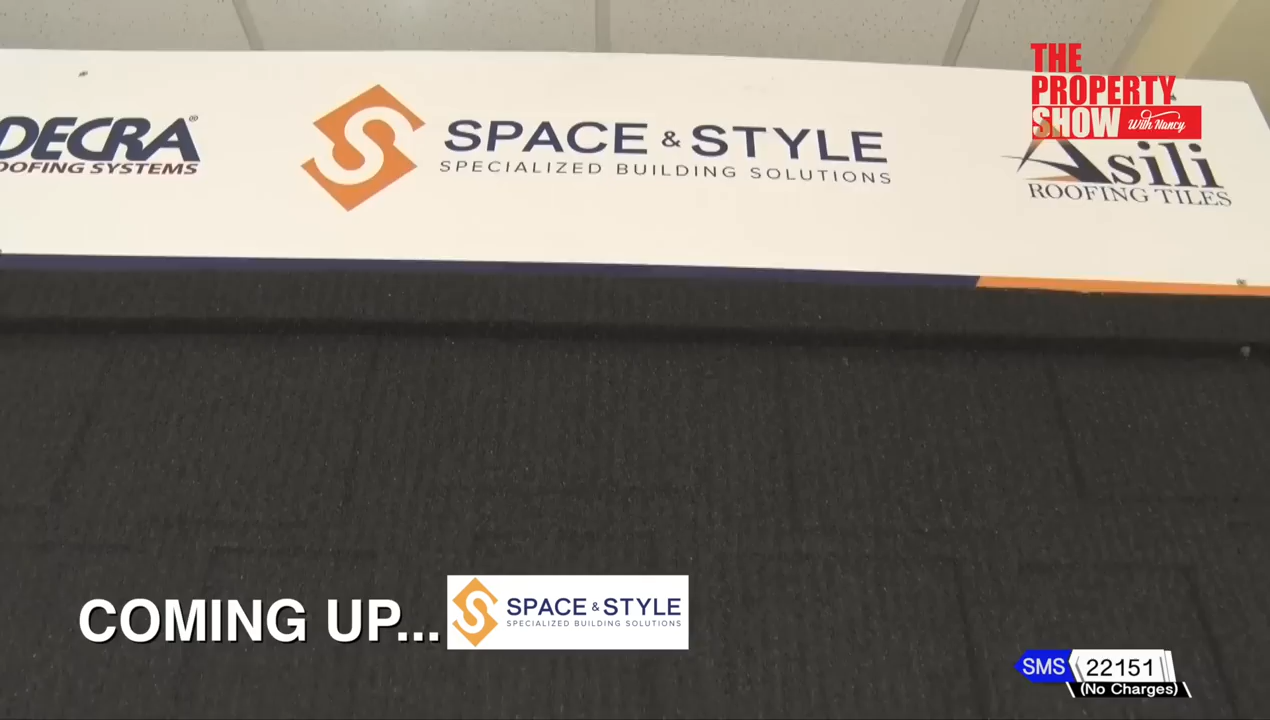 DECRA®
ROOFING SYSTEMS
SPACE & STYLE
SPECIALIZED BUILDING SOLUTIONS
THE
PROPERTY
SHOW
With Nancy
Asili
ROOFING TILES
COMING UP...
SPACE & STYLE
SPECIALIZED BUILDING SOLUTIONS
SMS 22151
(No Charges)